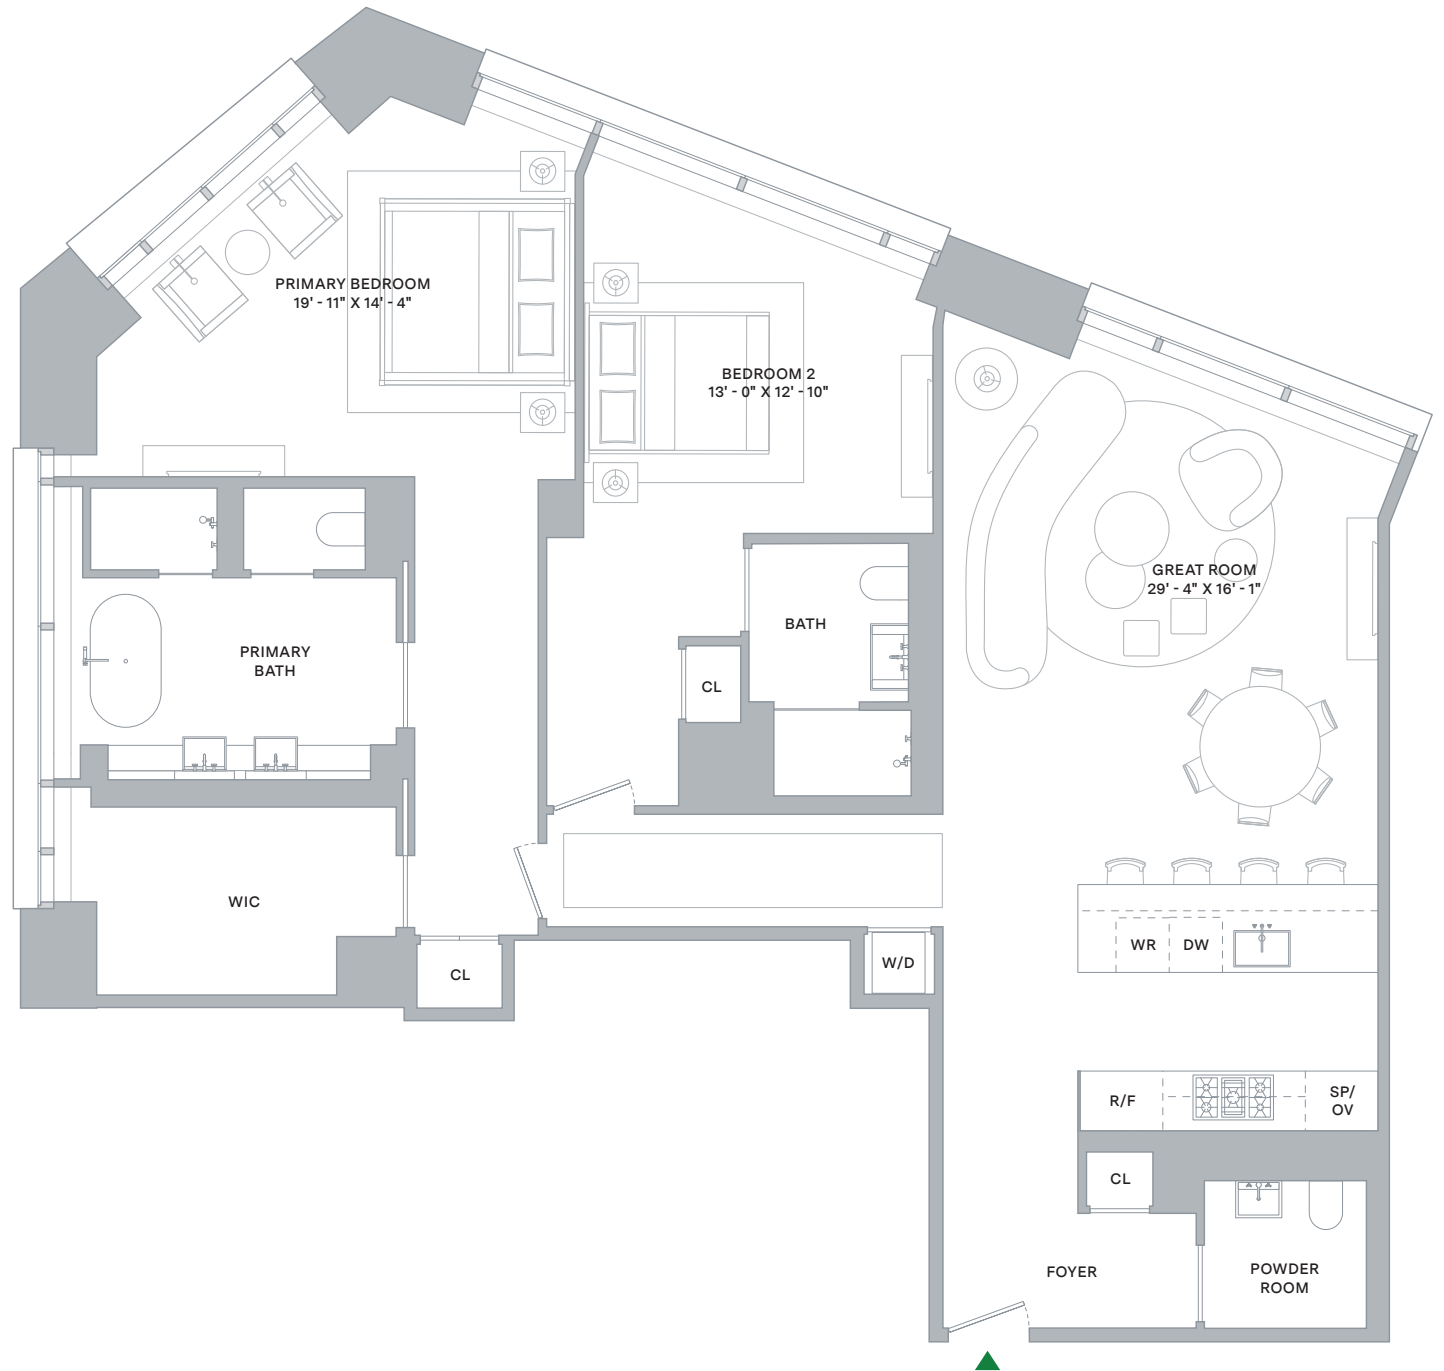 PRIMARY BEDROOM
19' - 11" X 14' - 4"
BEDROOM 2
13' - 0" X 12' - 10"
GREAT ROOM
29' - 4" X 16' - 1"
BATH
PRIMARY
BATH
CL
WIC
WR
DW
W/D
CL
R/F
SP/
OV
CL
FOYER
POWDER
ROOM